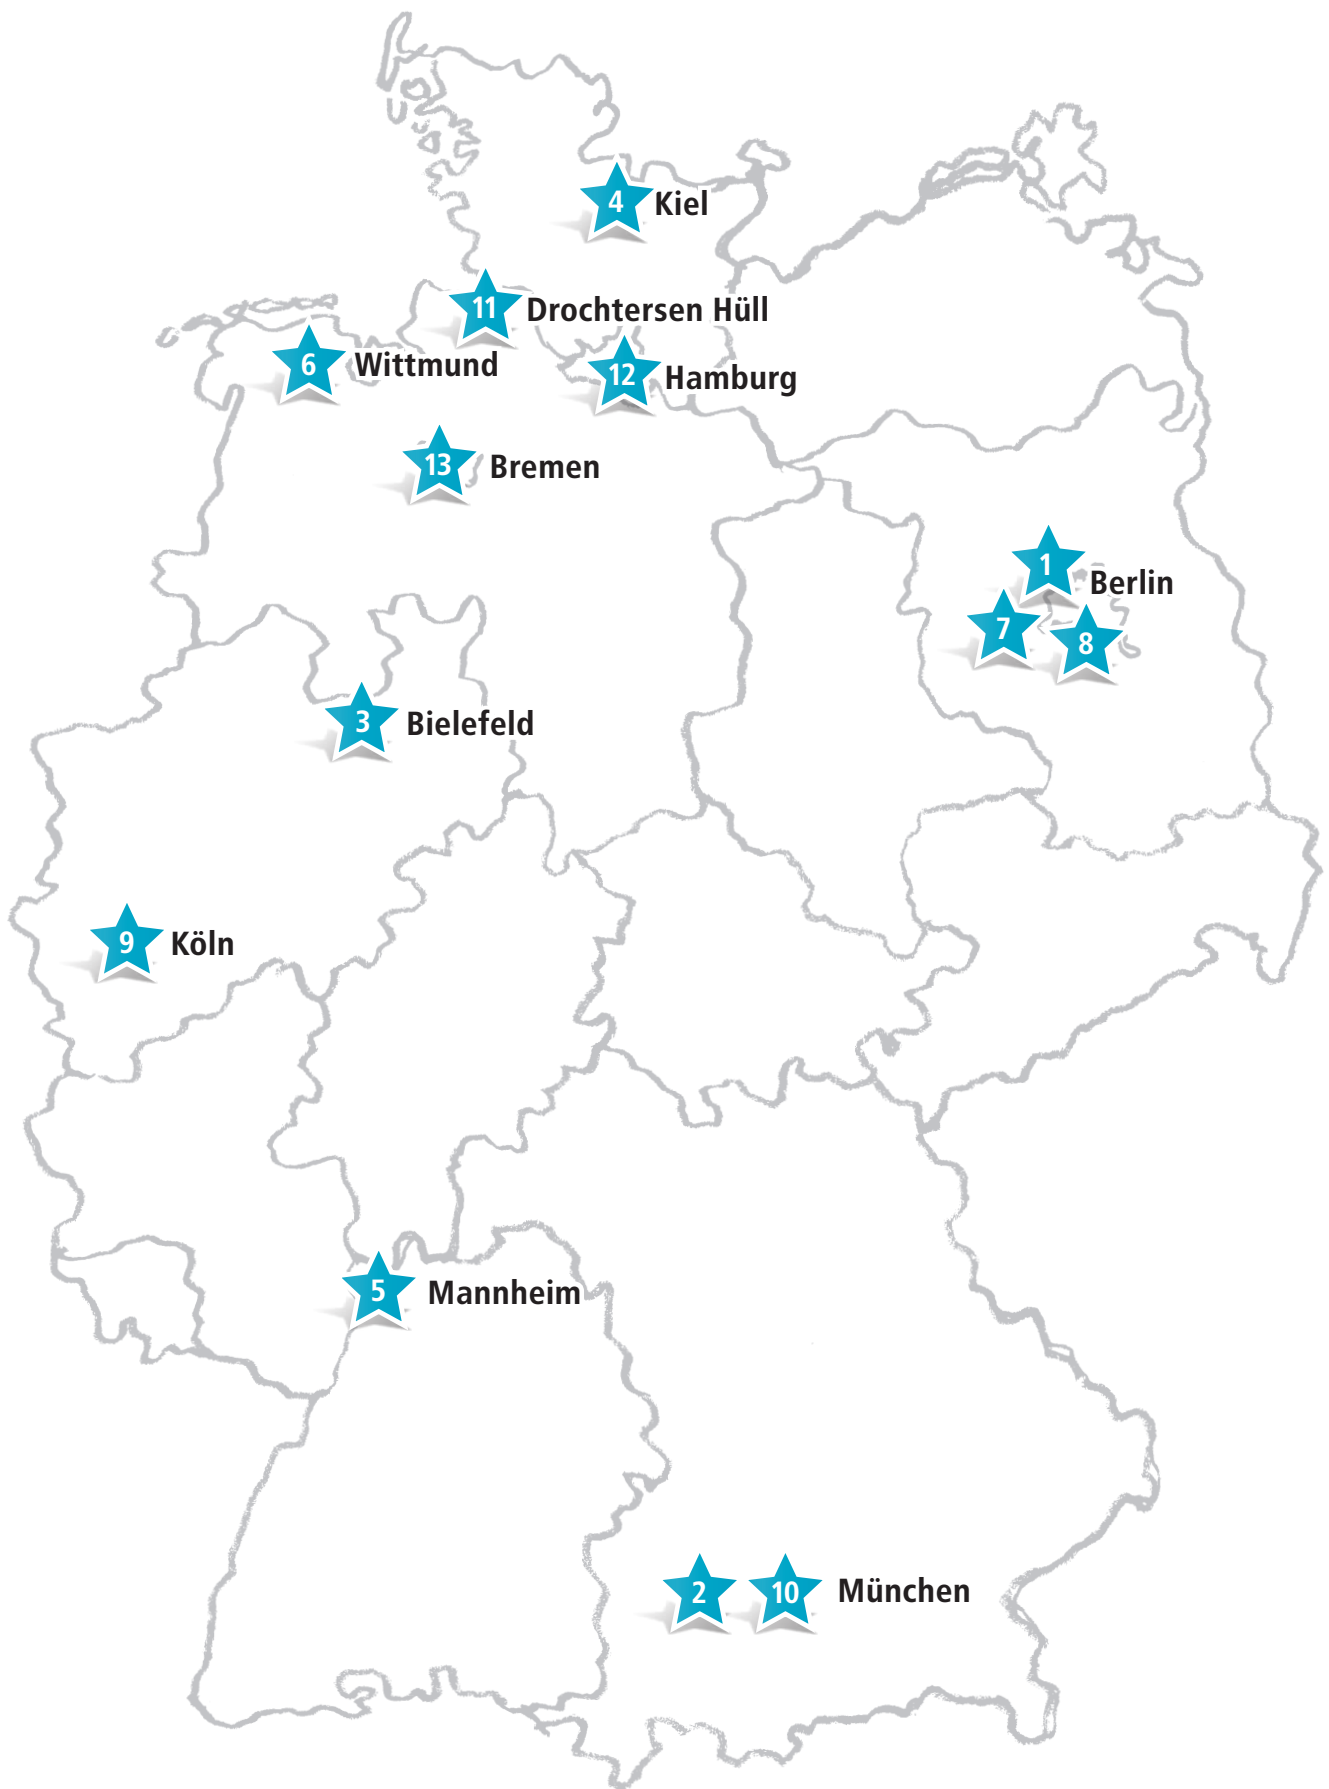 4 Kiel
11 Drochtersen Hüll
6 Wittmund
12 Hamburg
13 Bremen
1 Berlin
7
8
3 Bielefeld
9 Köln
5 Mannheim
2 10 München